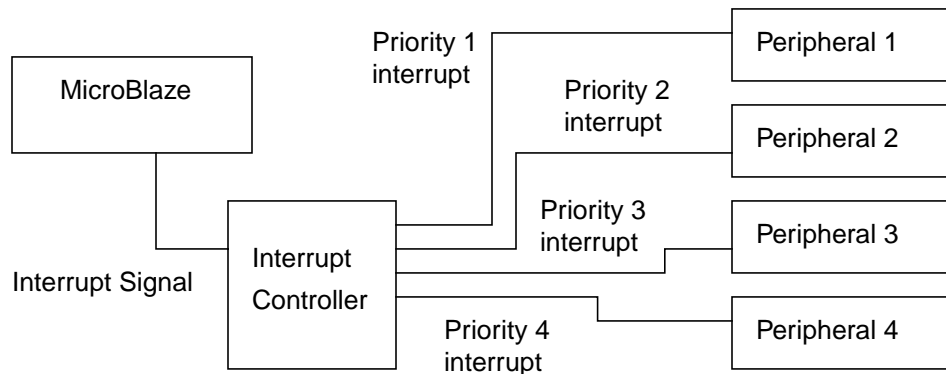 Priority 1
interrupt
Peripheral 1
MicroBlaze
Priority 2
interrupt
Peripheral 2
Priority 3
interrupt
Peripheral 3
Interrupt
Controller
Interrupt Signal
Priority 4
interrupt
Peripheral 4